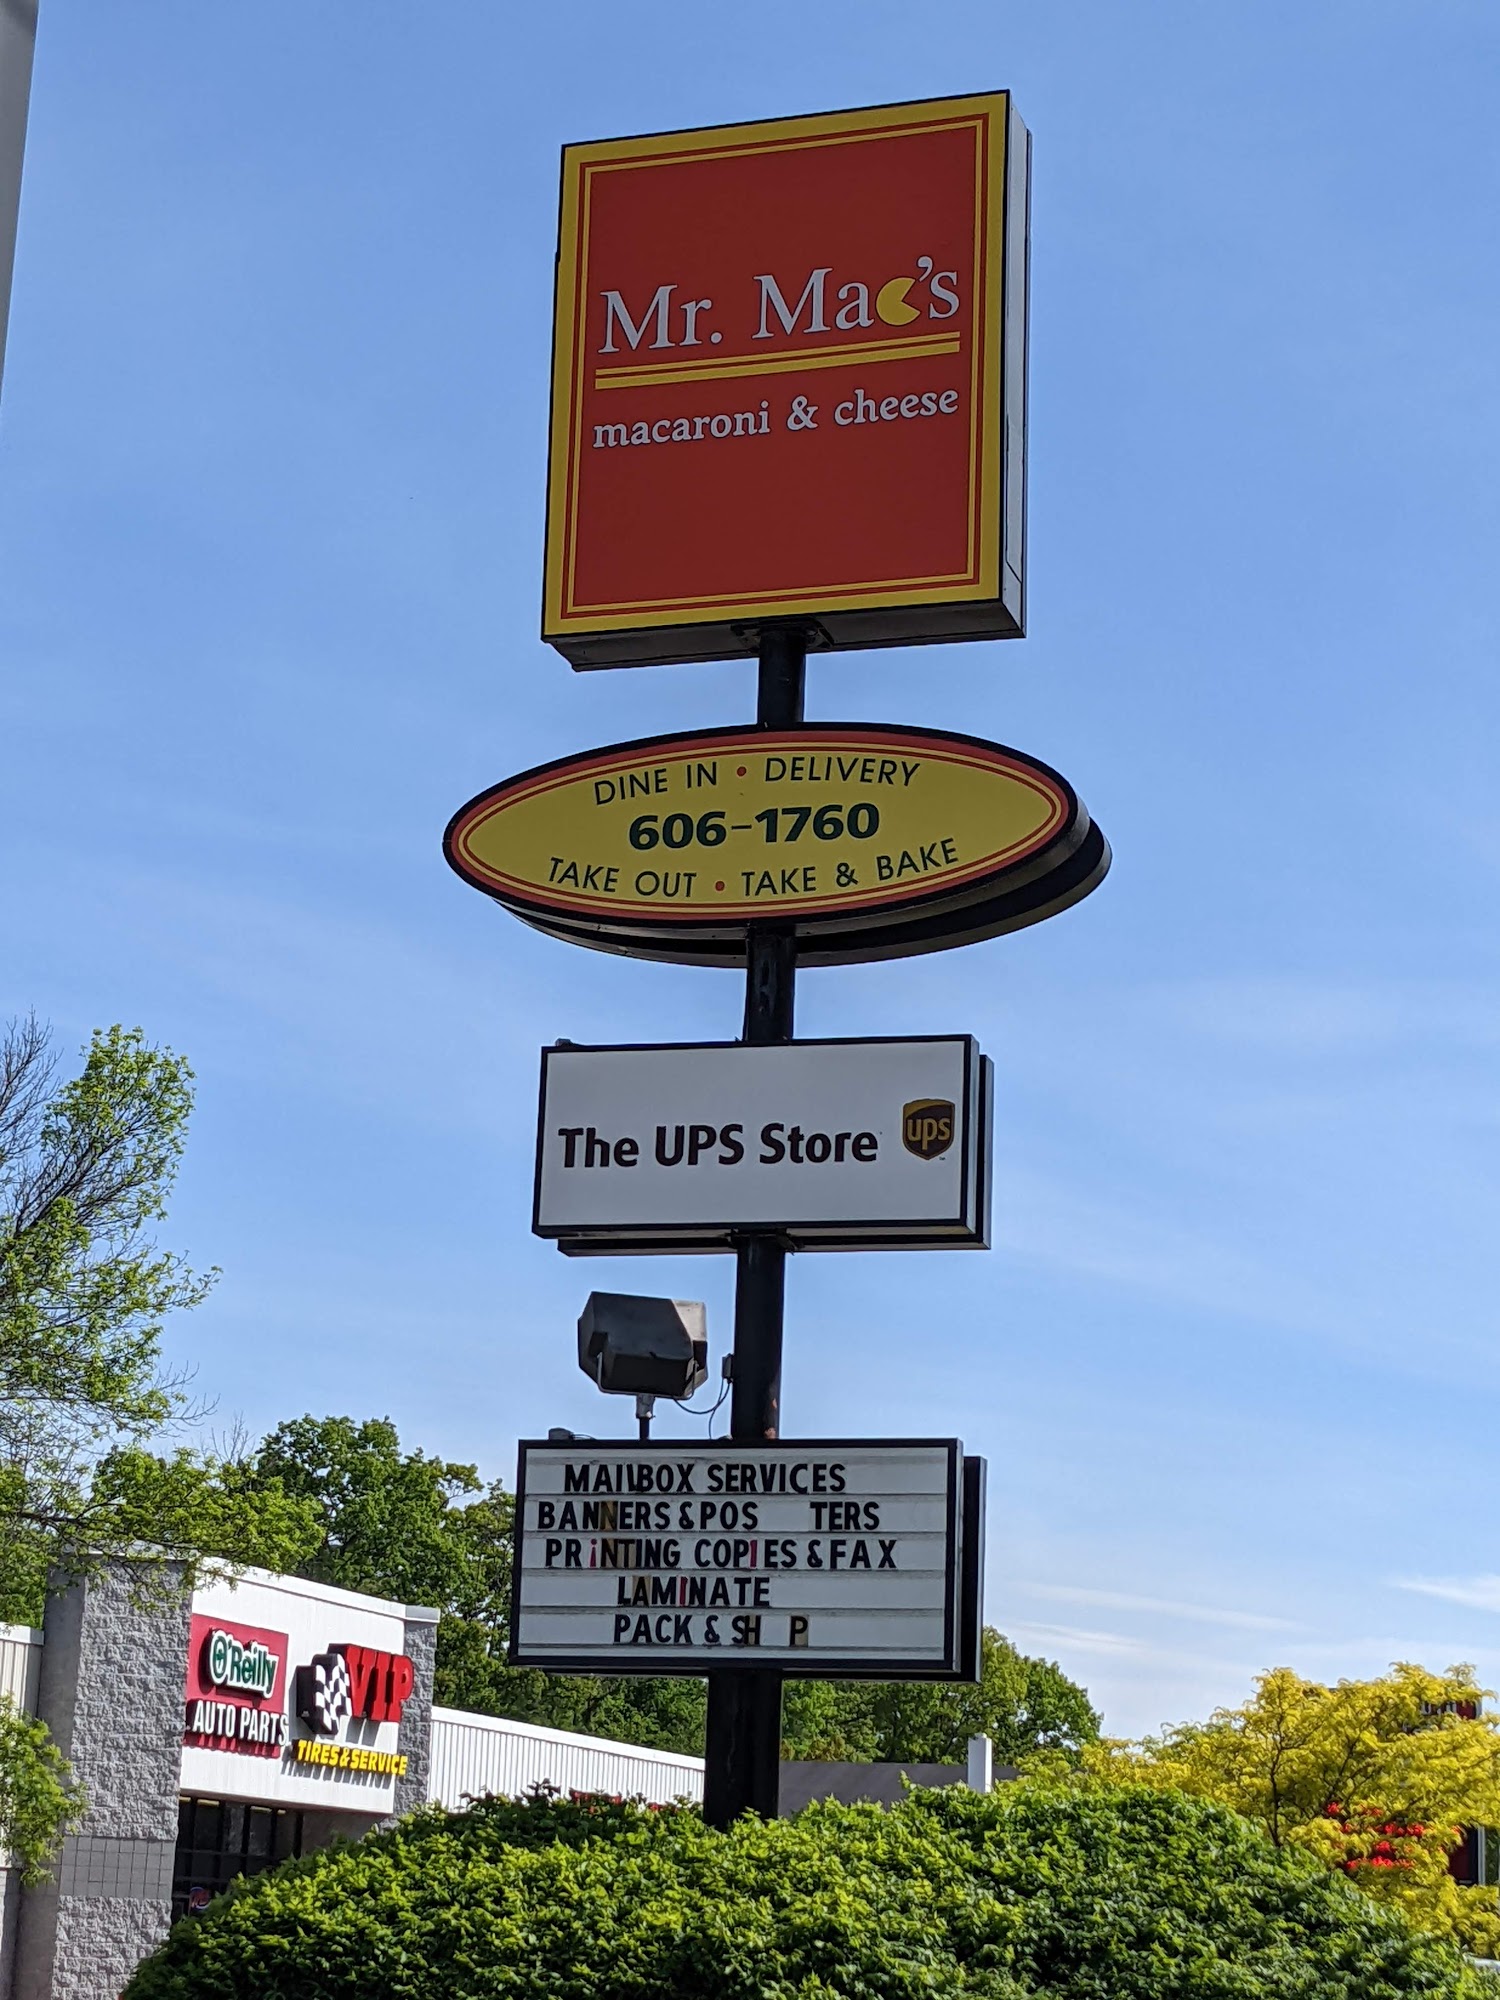 Mr. Mac's
macaroni & cheese
DINE IN • DELIVERY
606-1760
TAKE OUT • TAKE & BAKE
The UPS Store
ups
MAILBOX SERVICES
BANNERS & POS TERS
PRiNTING COPIES & FAX
LAMINATE
PACK & SH P
O'Reilly
AUTO PARTS
VIP
TIRES & SERVICE